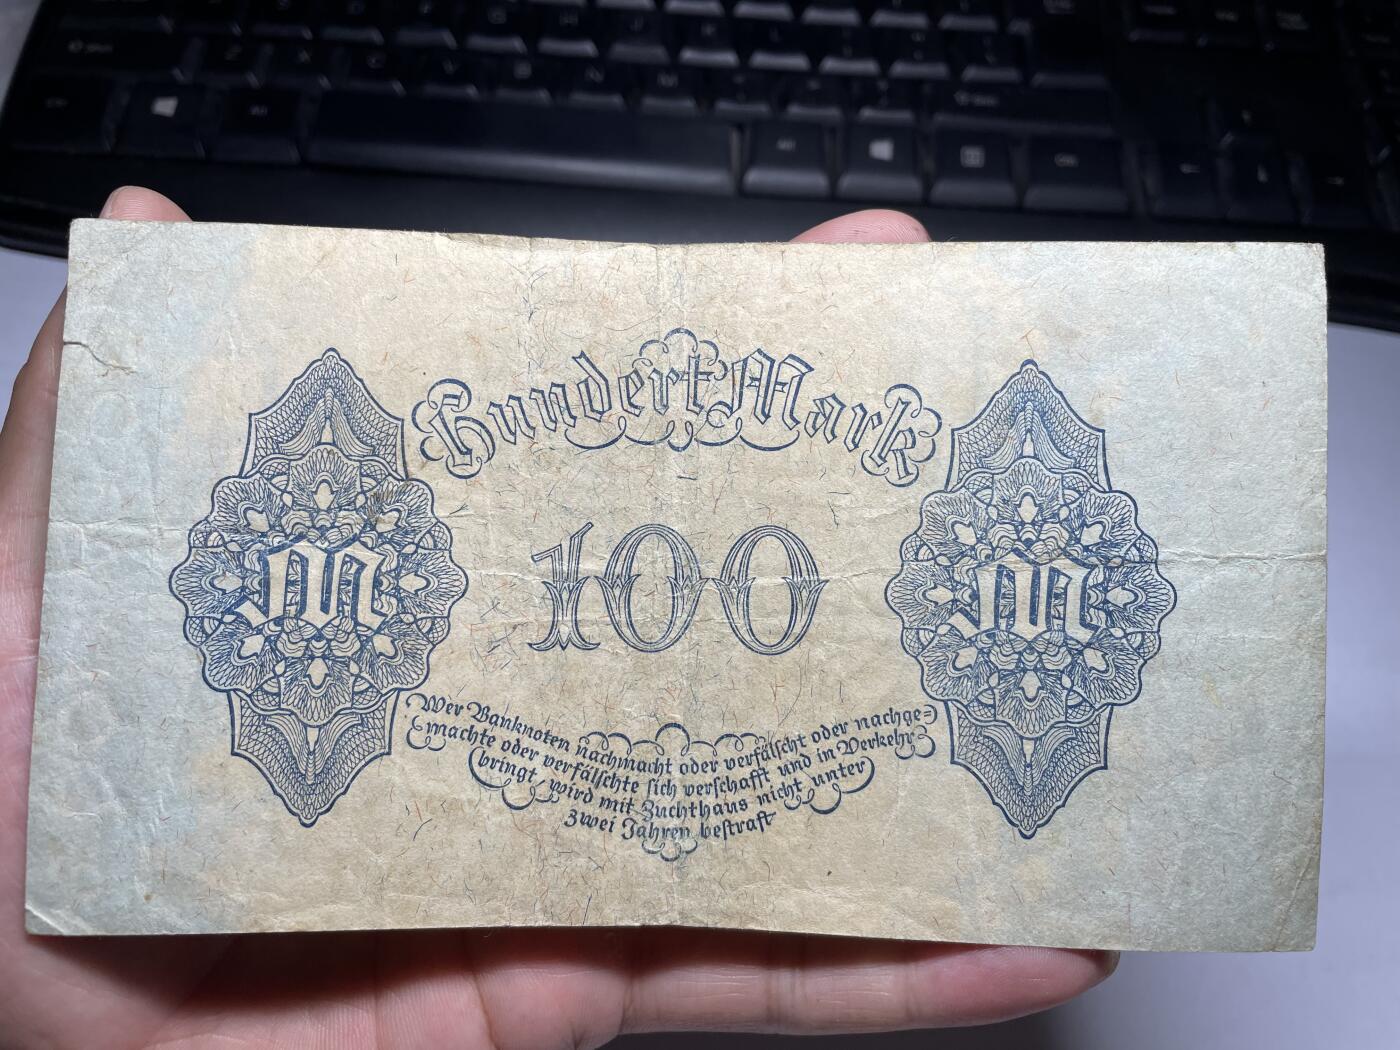 Hundert Mark
M
100
M
Wer Banknoten nachmacht oder verfälscht oder nachge-
machte oder verfälschte sich verschafft und in Verkehr
bringt, wird mit Zuchthaus nicht unter
zwei Jahren bestraft